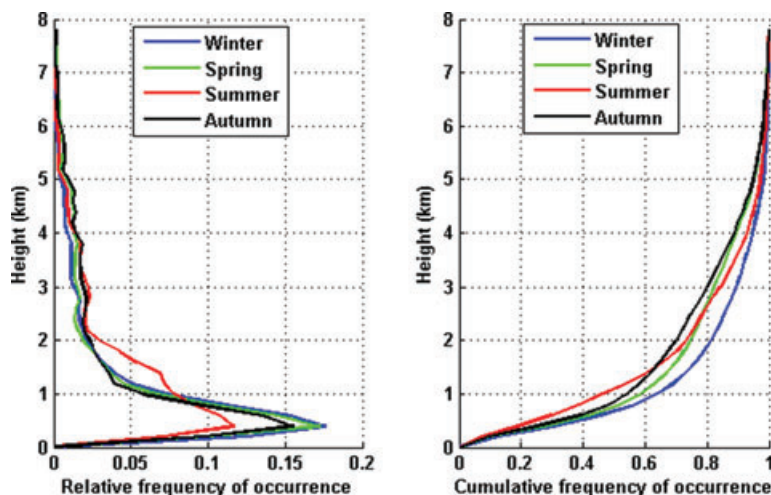 8
7
6
5
4
3
2
1
0
Height (km)
Winter
Spring
Summer
Autumn
0
0.05
0.1
0.15
0.2
Relative frequency of occurrence
8
7
6
5
4
3
2
1
0
Height (km)
Winter
Spring
Summer
Autumn
0
0.2
0.4
0.6
0.8
1
Cumulative frequency of occurrence